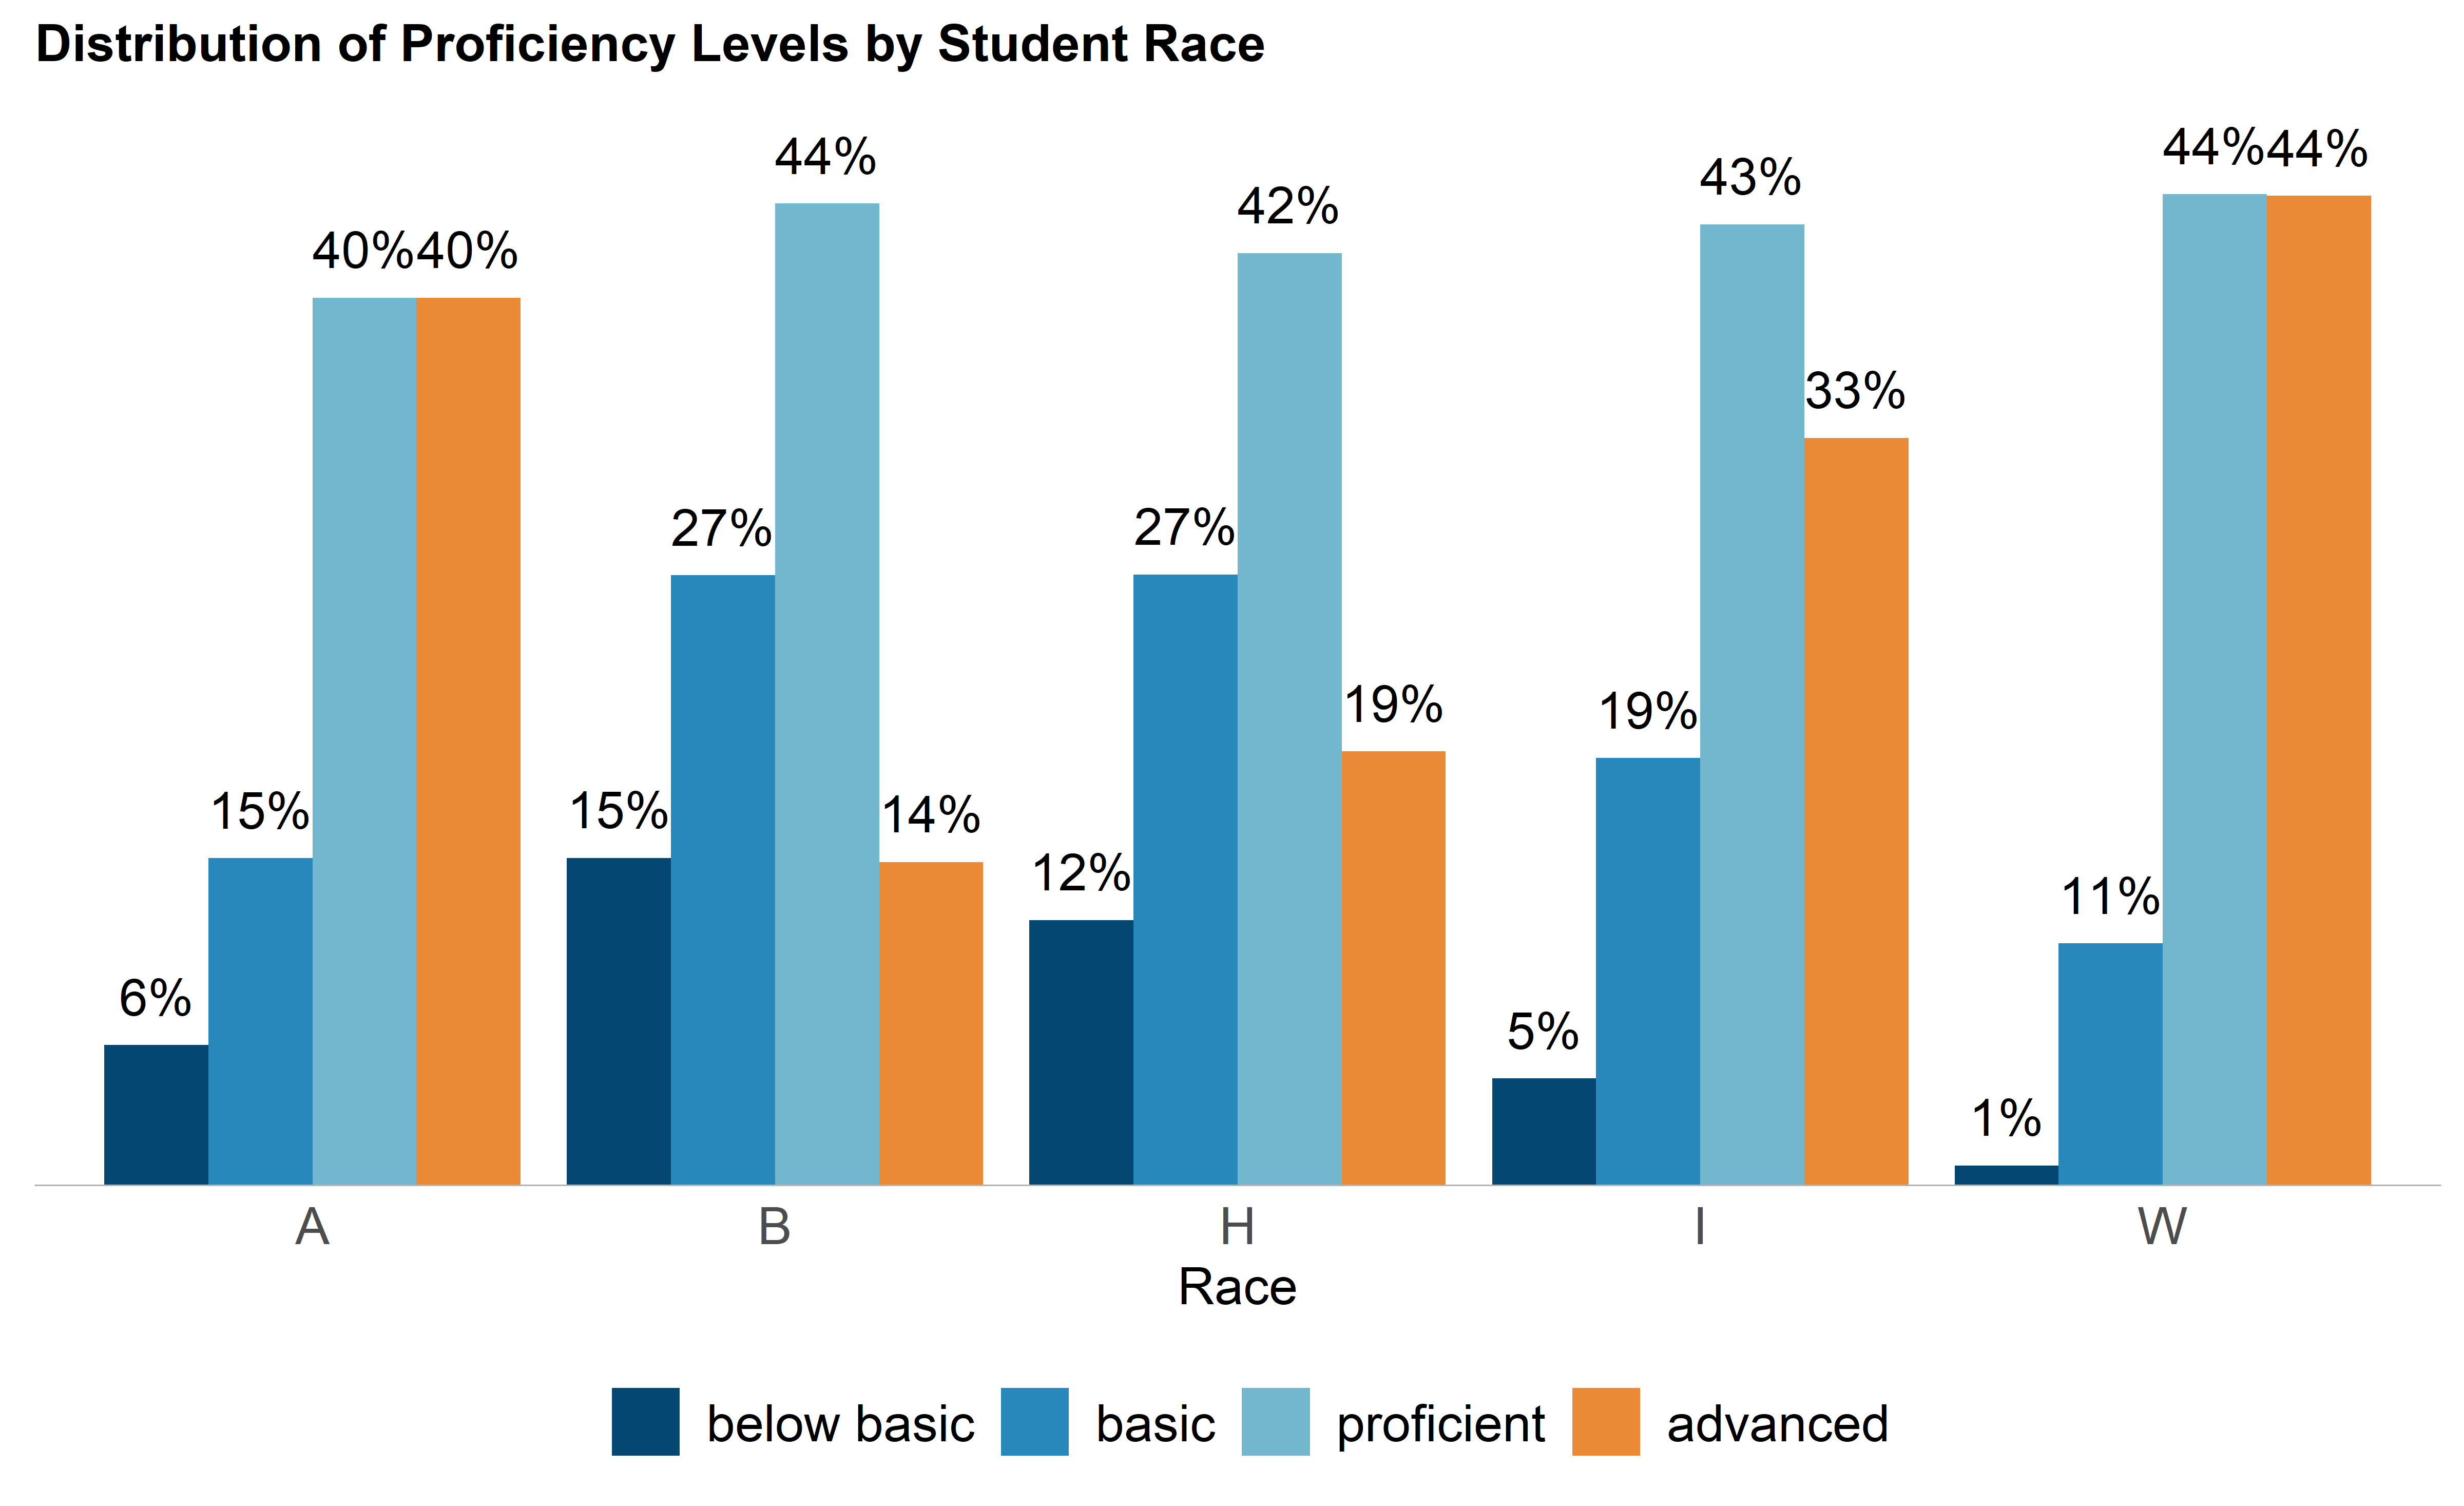 Distribution of Proficiency Levels by Student Race
6% 15% 40% 40% 15% 27% 44% 14% 12% 27% 42% 19% 5% 19% 43% 33% 1% 11% 44% 44%
A B H I W
Race
below basic basic proficient advanced